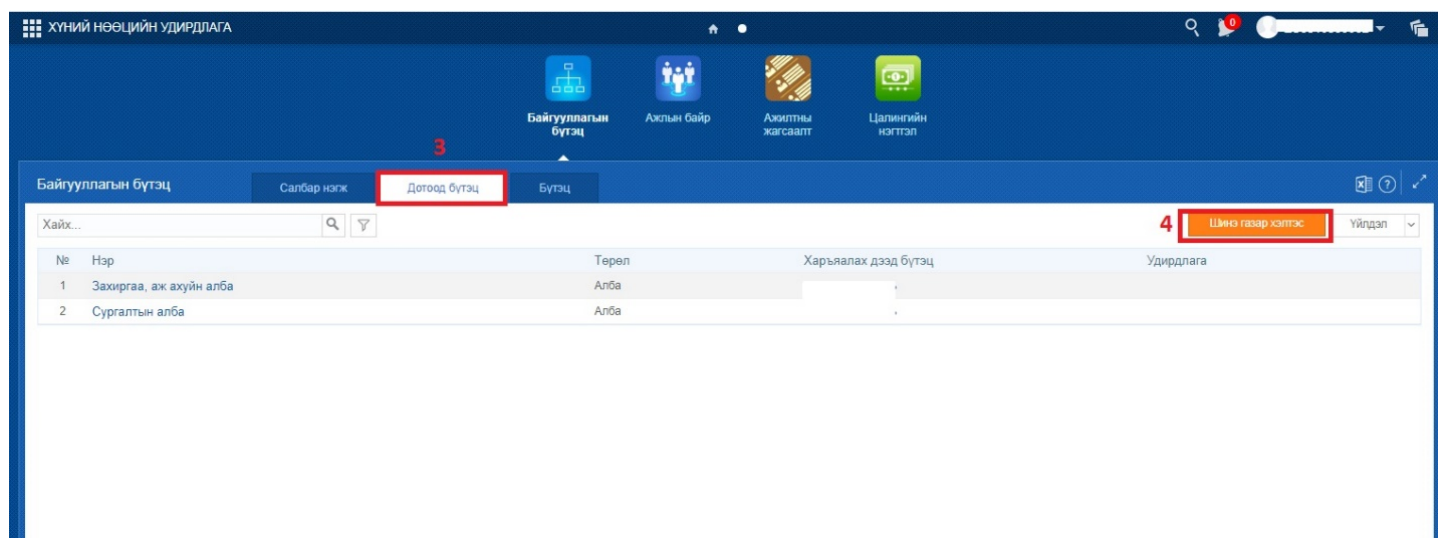 ХҮНИЙ НӨӨЦИЙН УДИРДЛАГА
0
Байгууллагын бүтэц
Ажлын байр
Ажилтны жагсаалт
Цалингийн нэгтгэл
3
Байгууллагын бүтэц
Салбар нэгж
Дотоод бүтэц
Бүтэц
Хайх...
4
Шинэ газар хэлтэс
Үйлдэл
№ Нэр Төрөл Харъяалах дээд бүтэц Удирдлага
1 Захиргаа, аж ахуйн алба Алба
2 Сургалтын алба Алба